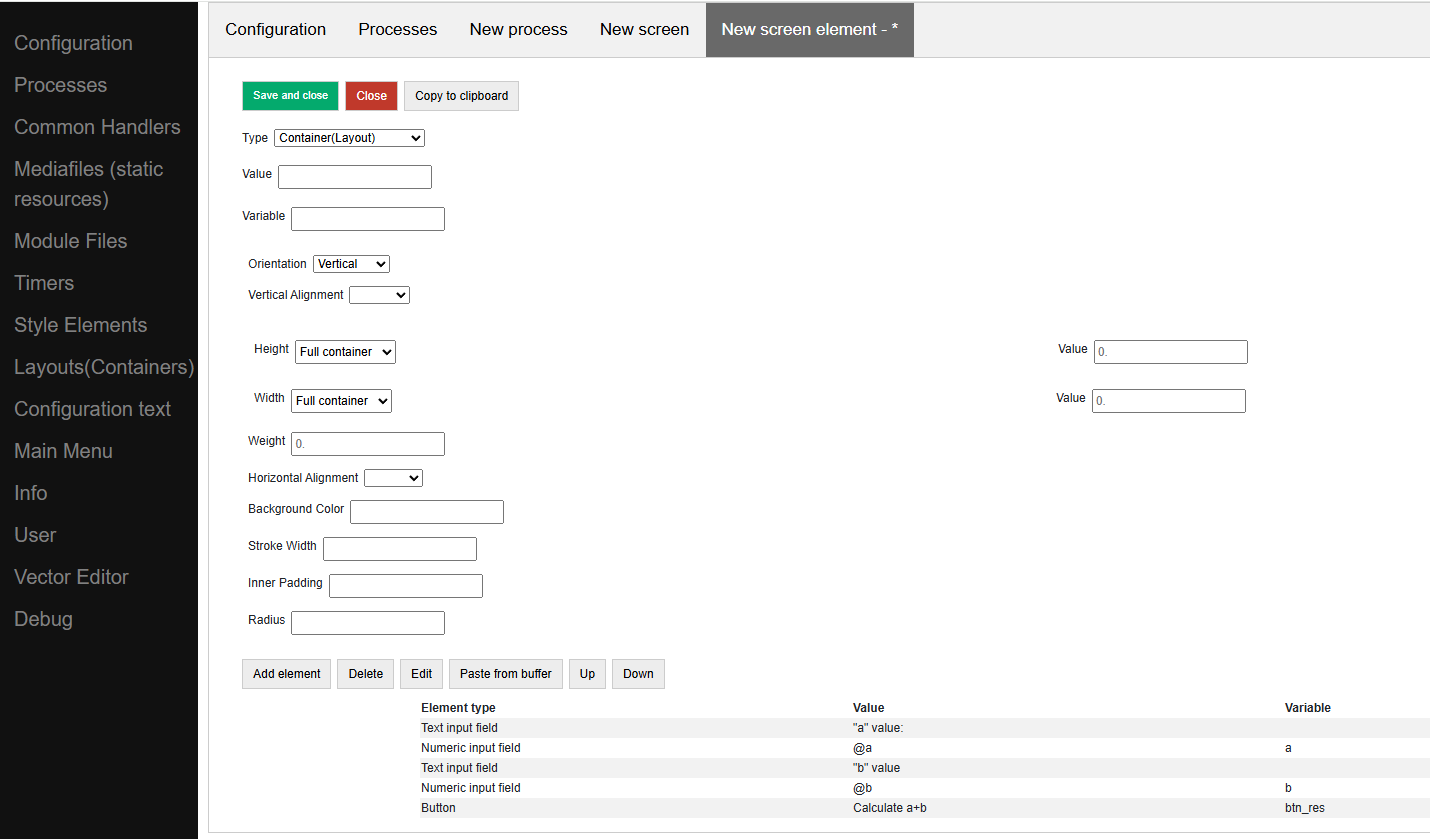 Configuration
Processes
Common Handlers
Mediafiles (static
resources)
Module Files
Timers
Style Elements
Layouts(Containers)
Configuration text
Main Menu
Info
User
Vector Editor
Debug
Configuration Processes New process New screen New screen element - *
Save and close Close Copy to clipboard
Type Container(Layout)
Value
Variable
Orientation Vertical
Vertical Alignment
Height Full container Value 0.
Width Full container Value 0.
Weight 0.
Horizontal Alignment
Background Color
Stroke Width
Inner Padding
Radius
Add element Delete Edit Paste from buffer Up Down
Element type Value Variable
Text input field "a" value:
Numeric input field @a a
Text input field "b" value
Numeric input field @b b
Button Calculate a+b btn_res